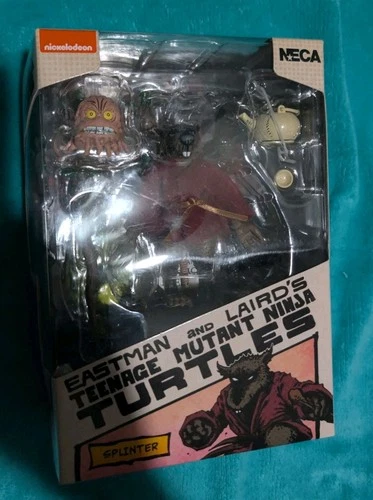 nickelodeon
NECA
EASTMAN AND LAIRD'S
TEENAGE MUTANT NINJA
TURTLES
SPLINTER